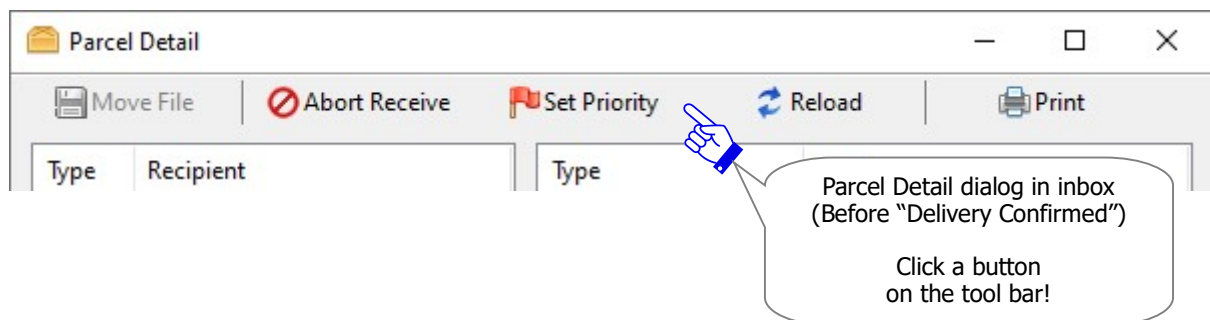 Parcel Detail
Move File Abort Receive Set Priority Reload Print
Type Recipient Type
Parcel Detail dialog in inbox
(Before “Delivery Confirmed”)
Click a button
on the tool bar!